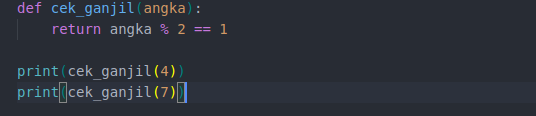 def cek_ganjil(angka):
    return angka % 2 == 1

print(cek_ganjil(4))
print(cek_ganjil(7))